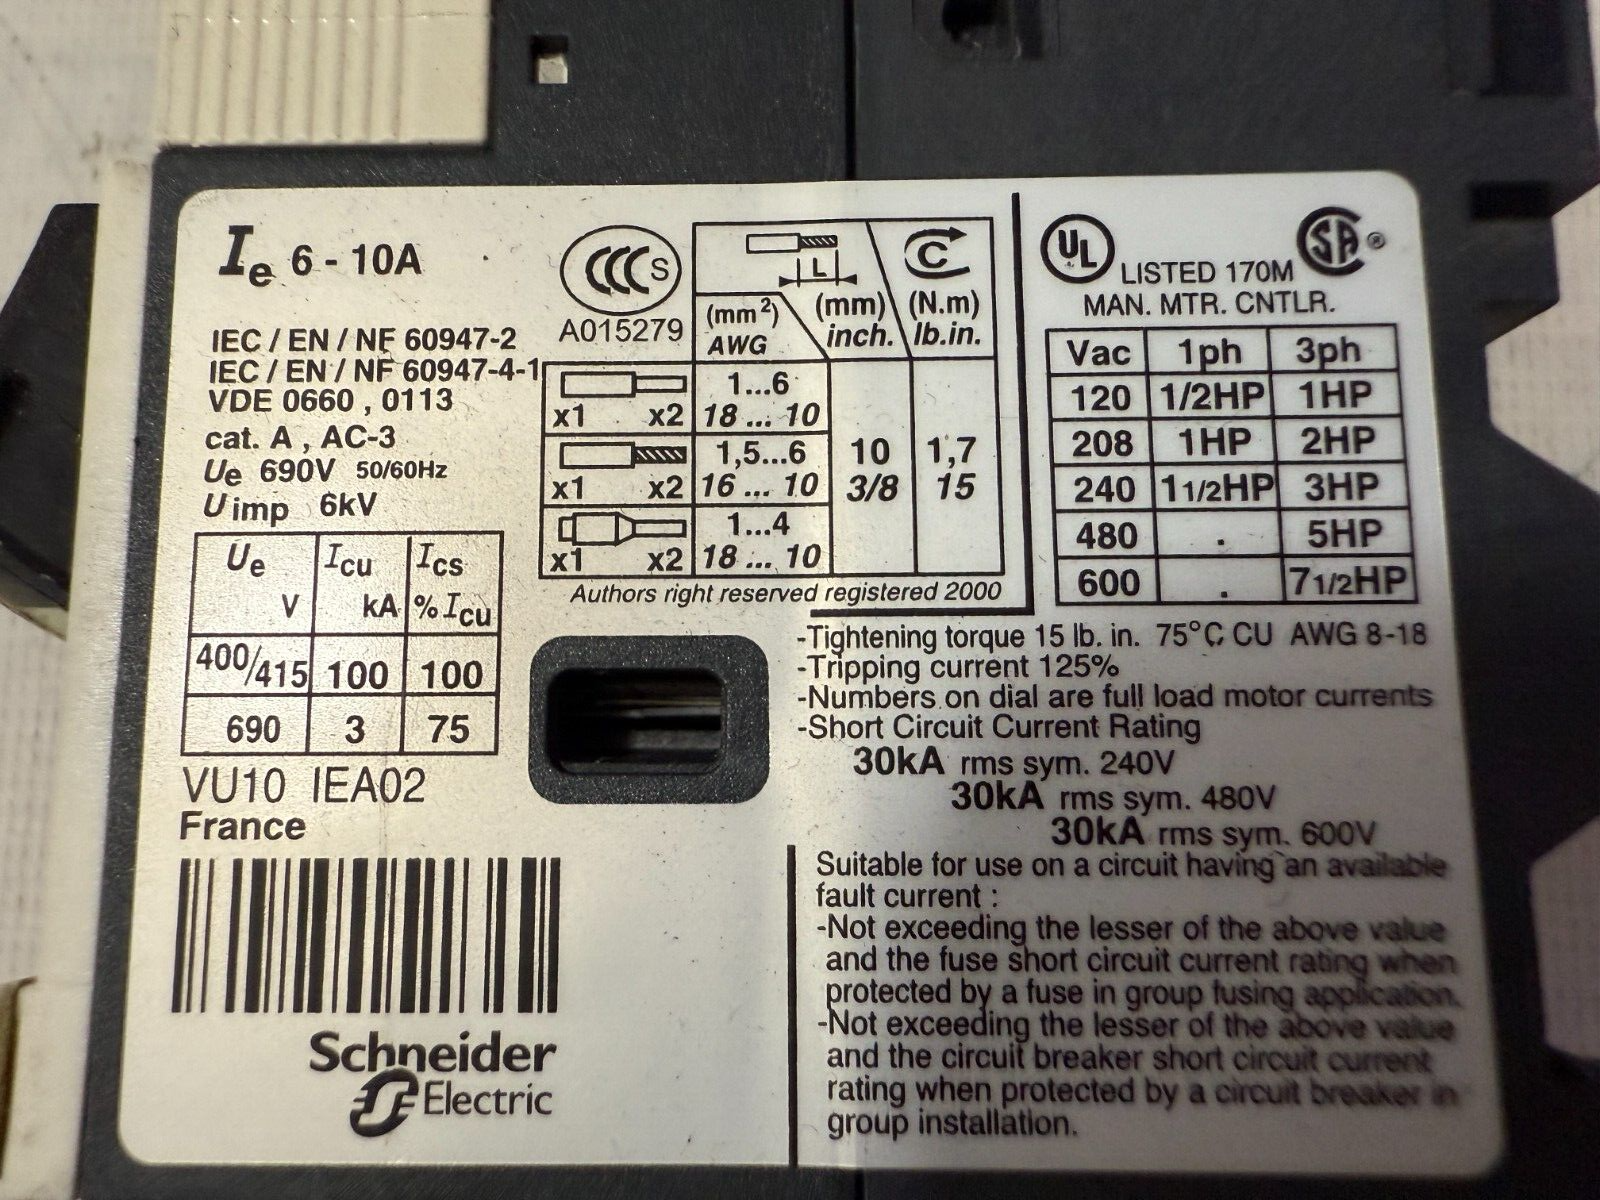 Ie 6 - 10A
IEC / EN / NF 60947-2
IEC / EN / NF 60947-4-1
VDE 0660 , 0113
cat. A , AC-3
Ue 690V 50/60Hz
U imp 6kV
Ue V Icu kA Ics % Icu
400/415 100 100
690 3 75
VU10 IEA02
France
Schneider
Electric
CCC S
A015279
L C
(mm²) (mm) (N.m)
AWG inch. lb.in.
1...6
x1 x2 18 ... 10
1,5...6 10 1,7
x1 x2 16 ... 10 3/8 15
1...4
x1 x2 18 ... 10
Authors right reserved registered 2000
UL LISTED 170M SA ®
MAN. MTR. CNTLR.
Vac 1ph 3ph
120 1/2HP 1HP
208 1HP 2HP
240 1 1/2HP 3HP
480 . 5HP
600 . 7 1/2HP
-Tightening torque 15 lb. in. 75°C CU AWG 8-18
-Tripping current 125%
-Numbers on dial are full load motor currents
-Short Circuit Current Rating
30kA rms sym. 240V
30kA rms sym. 480V
30kA rms sym. 600V
Suitable for use on a circuit having an available
fault current :
-Not exceeding the lesser of the above value
and the fuse short circuit current rating when
protected by a fuse in group fusing application.
-Not exceeding the lesser of the above value
and the circuit breaker short circuit current
rating when protected by a circuit breaker in
group installation.